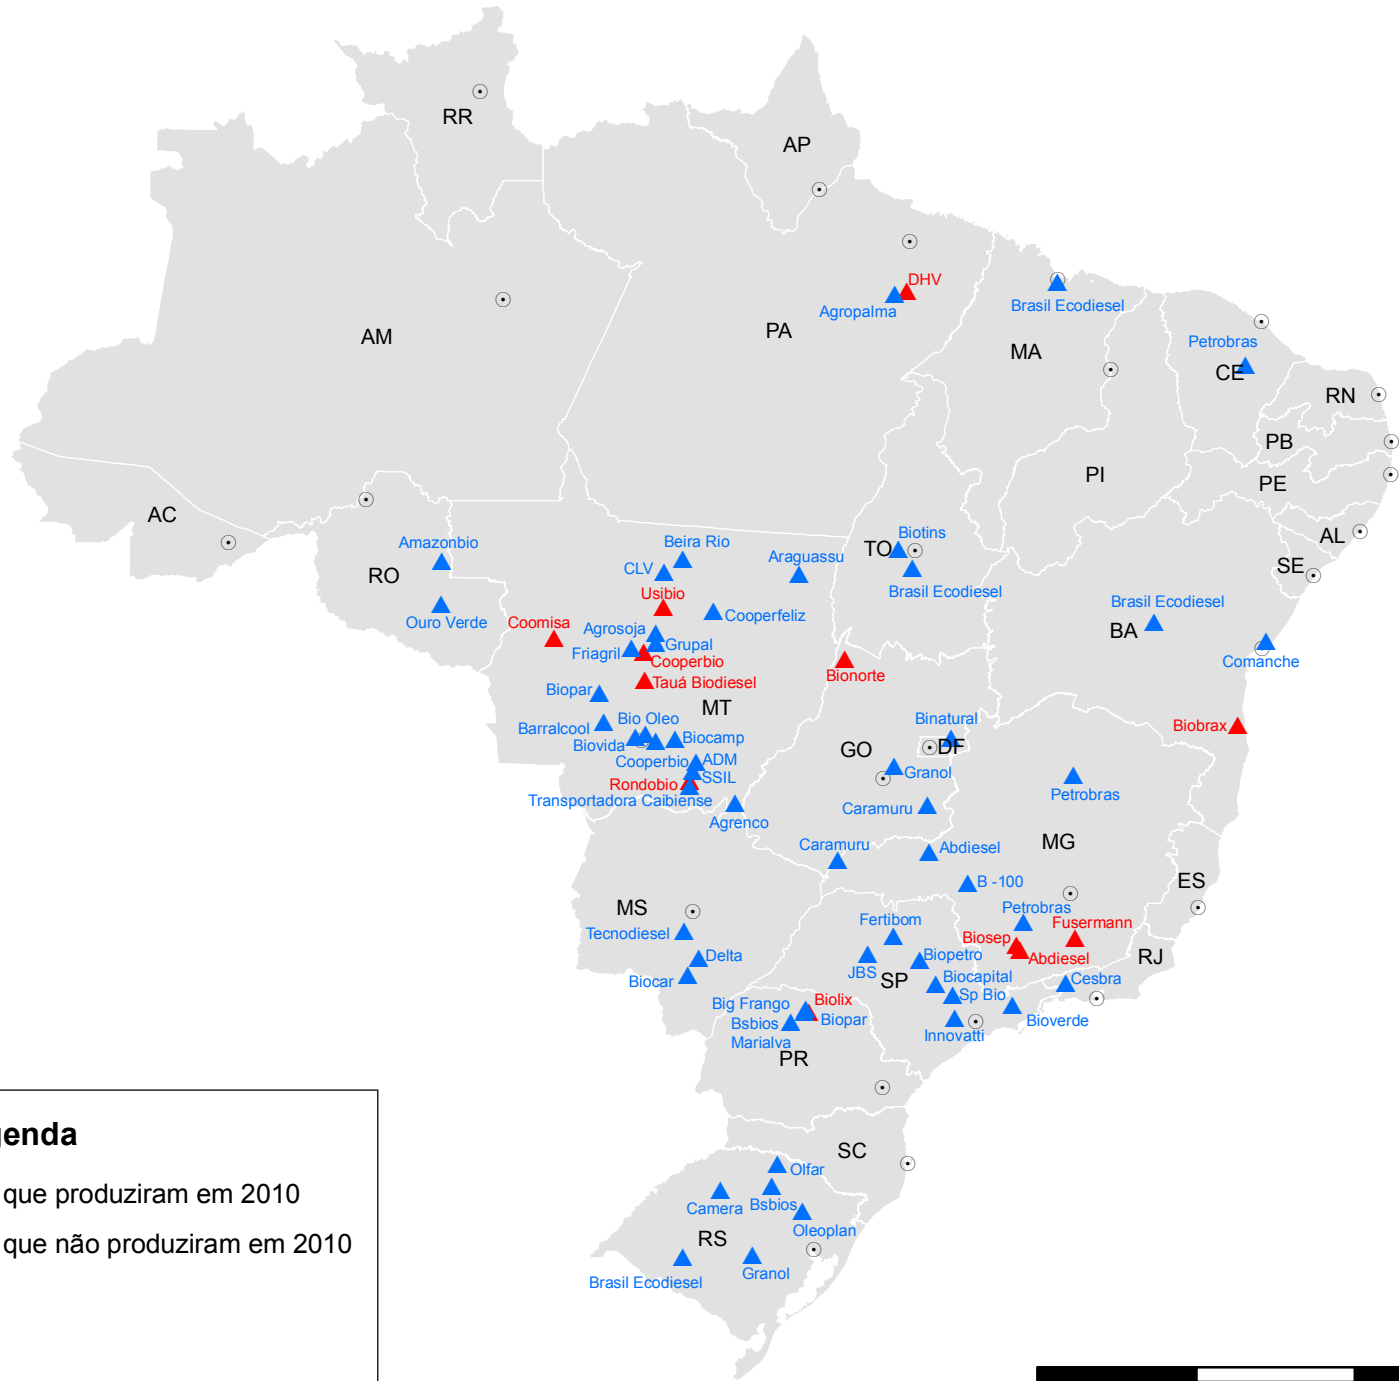 RR
AP
DHV
Agropalma
Brasil Ecodiesel
AM
PA
MA
Petrobras
CE
RN
PB
PI
PE
AC
AL
SE
TO
Biotins
Brasil Ecodiesel
Amazonbio
RO
Ouro Verde
Beira Rio
CLV
Araguassu
Usibio
Cooperfeliz
Coomisa
Agrosoja
Grupal
Friagril
Cooperbio
Tauá Biodiesel
Bionorte
Brasil Ecodiesel
BA
Comanche
Biopar
MT
Barralcool
Bio Oleo
Biovida
Biocamp
Cooperbio
ADM
SSIL
Rondobio
Transportadora Caibiense
Agrenco
Binatural
DF
GO
Granol
Caramuru
Biobrax
Petrobras
Caramuru
Abdiesel
MG
B -100
ES
MS
Tecnodiesel
Delta
Biocar
Fertibom
Petrobras
Fusermann
Biosep
Abdiesel
RJ
JBS
Biopetro
SP
Biocapital
Sp Bio
Cesbra
Bioverde
Innovatti
Big Frango
Biolix
Bsbios
Marialva
Biopar
PR
SC
Olfar
Camera
Bsbios
Oleoplan
RS
Brasil Ecodiesel
Granol
genda
que produziram em 2010
que não produziram em 2010